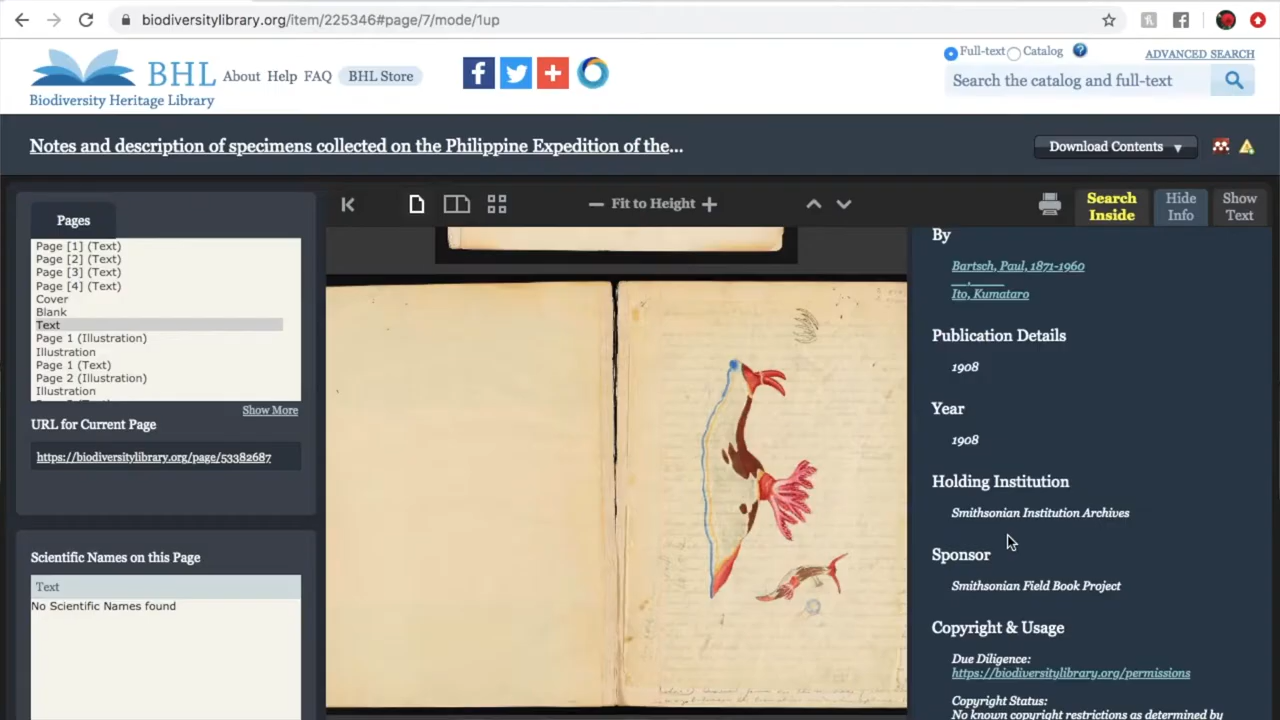 biodiversitylibrary.org/item/225346#page/7/mode/1up
BHL
Biodiversity Heritage Library
About Help FAQ BHL Store
Full-text Catalog ? ADVANCED SEARCH
Search the catalog and full-text
Notes and description of specimens collected on the Philippine Expedition of the...
Download Contents ▼
Pages
Page [1] (Text)
Page [2] (Text)
Page [3] (Text)
Page [4] (Text)
Cover
Blank
Text
Page 1 (Illustration)
Illustration
Page 1 (Text)
Page 2 (Illustration)
Illustration
Show More
URL for Current Page
https://biodiversitylibrary.org/page/53382687
Scientific Names on this Page
Text
No Scientific Names found
Fit to Height
Search Inside
Hide Info
Show Text
By
Bartsch, Paul, 1871-1960
Ito, Kumataro
Publication Details
1908
Year
1908
Holding Institution
Smithsonian Institution Archives
Sponsor
Smithsonian Field Book Project
Copyright & Usage
Due Diligence:
https://biodiversitylibrary.org/permissions
Copyright Status:
No known copyright restrictions as determined by